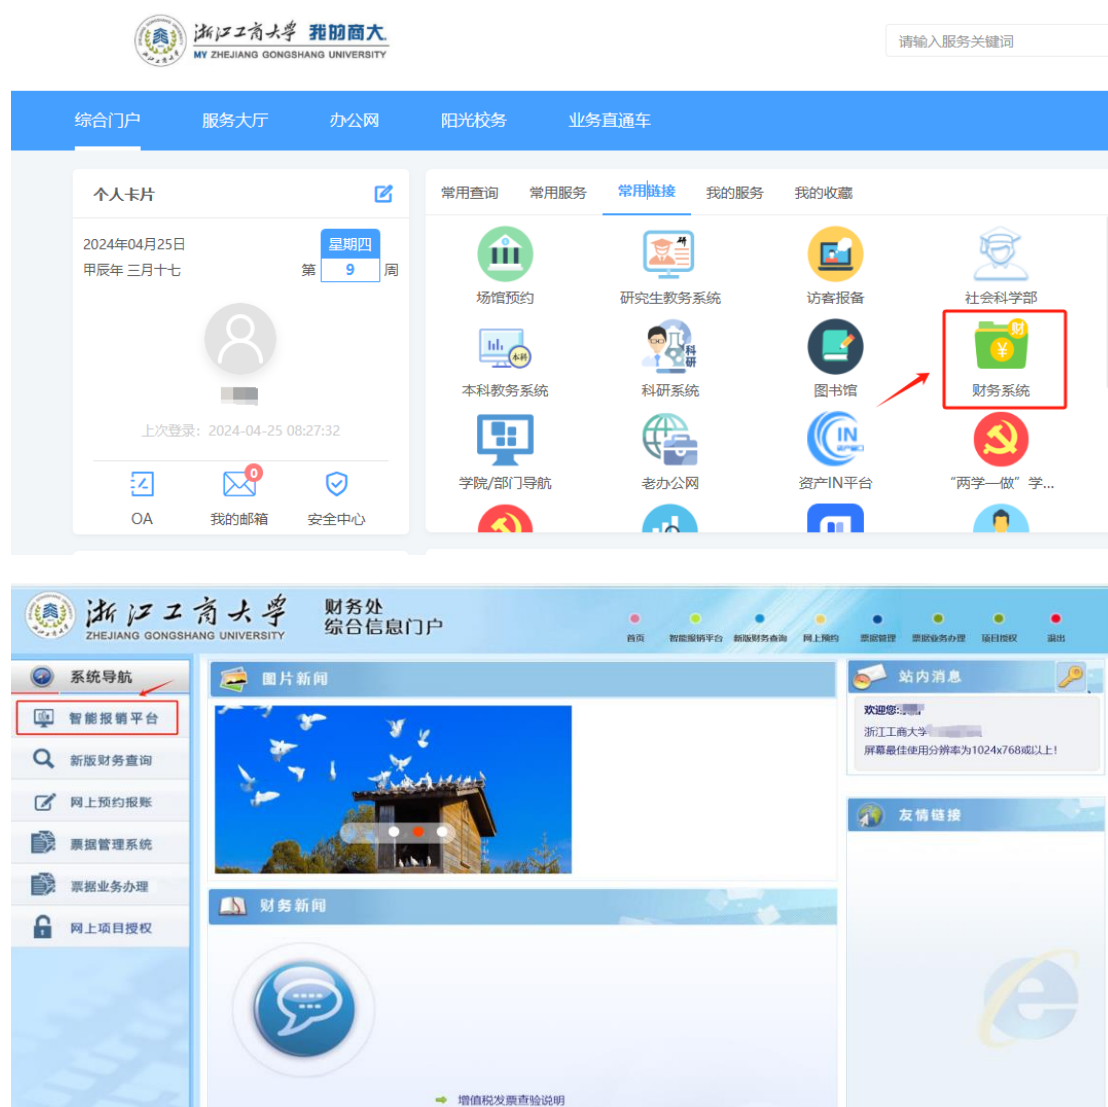 浙江工商大学 我的商大
MY ZHEJIANG GONGSHANG UNIVERSITY
请输入服务关键词
综合门户 服务大厅 办公网 阳光校务 业务直通车
个人卡片
2024年04月25日 星期四
甲辰年 三月十七 第 9 周
上次登录: 2024-04-25 08:27:32
OA 我的邮箱 0 安全中心
常用查询 常用服务 常用链接 我的服务 我的收藏
场馆预约 研究生教务系统 访客报备 社会科学部
本科教务系统 科研系统 图书馆 财务系统
学院/部门导航 老办公网 资产IN平台 “两学一做”学...
浙江工商大学
ZHEJIANG GONGSHANG UNIVERSITY
财务处
综合信息门户
首页 智能报销平台 新版财务查询 网上预约 票据管理 票据业务办理 项目授权 退出
系统导航
智能报销平台
新版财务查询
网上预约报账
票据管理系统
票据业务办理
网上项目授权
图片新闻
财务新闻
增值税发票查验说明
站内消息
欢迎您:
浙江工商大学
屏幕最佳使用分辨率为1024x768或以上!
友情链接